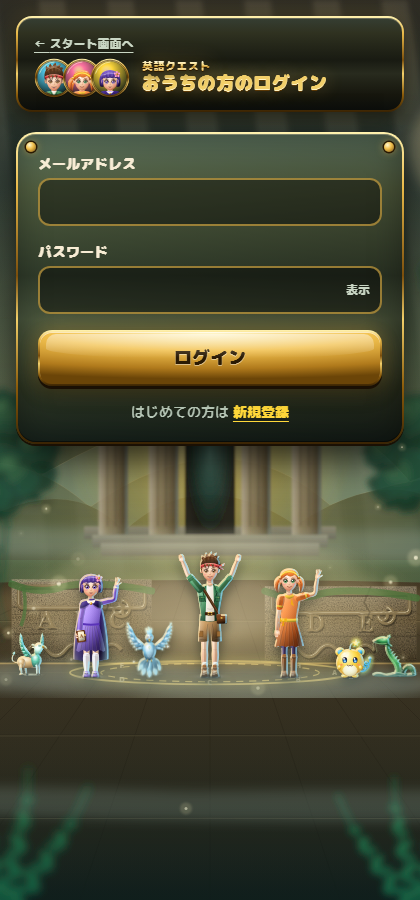 ← スタート画面へ
英語クエスト
おうちの方のログイン
メールアドレス
パスワード
表示
ログイン
はじめての方は 新規登録
A
D E